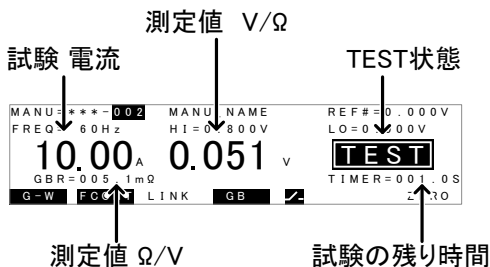 測定値 V/Ω
試験 電流
TEST状態
MANU=***-002 MANU_NAME REF#=0.000V
FREQ= 60Hz HI=0.800V LO=0.000V
10.00A 0.051 V TEST
GBR=005.1mΩ TIMER=001.0S
G-W LINK GB ZERO
測定値 Ω/V
試験の残り時間